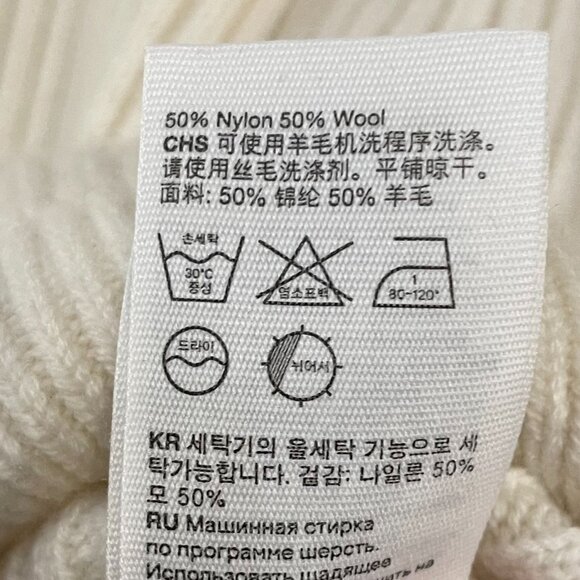 50% Nylon 50% Wool
CHS 可使用羊毛机洗程序洗涤。
请使用丝毛洗涤剂。平铺晾干。
面料: 50% 锦纶 50% 羊毛
손세탁
30°C
중성
염소표백
1
80~120°
드라이
뉘어서
KR 세탁기의 울세탁 기능으로 세
탁가능합니다. 겉감: 나일론 50%
모 50%
RU Машинная стирка
по программе шерсть.
Использовать щадящее
на